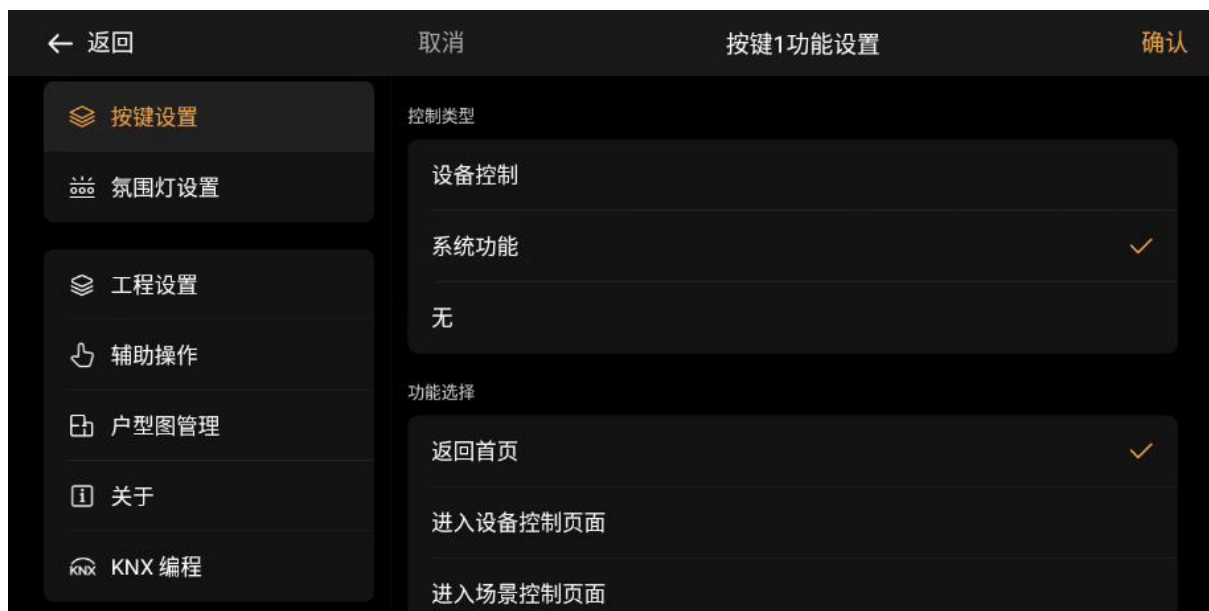 返回
取消
按键1功能设置
确认
按键设置
氛围灯设置
工程设置
辅助操作
户型图管理
关于
KNX KNX 编程
控制类型
设备控制
系统功能
无
功能选择
返回首页
进入设备控制页面
进入场景控制页面